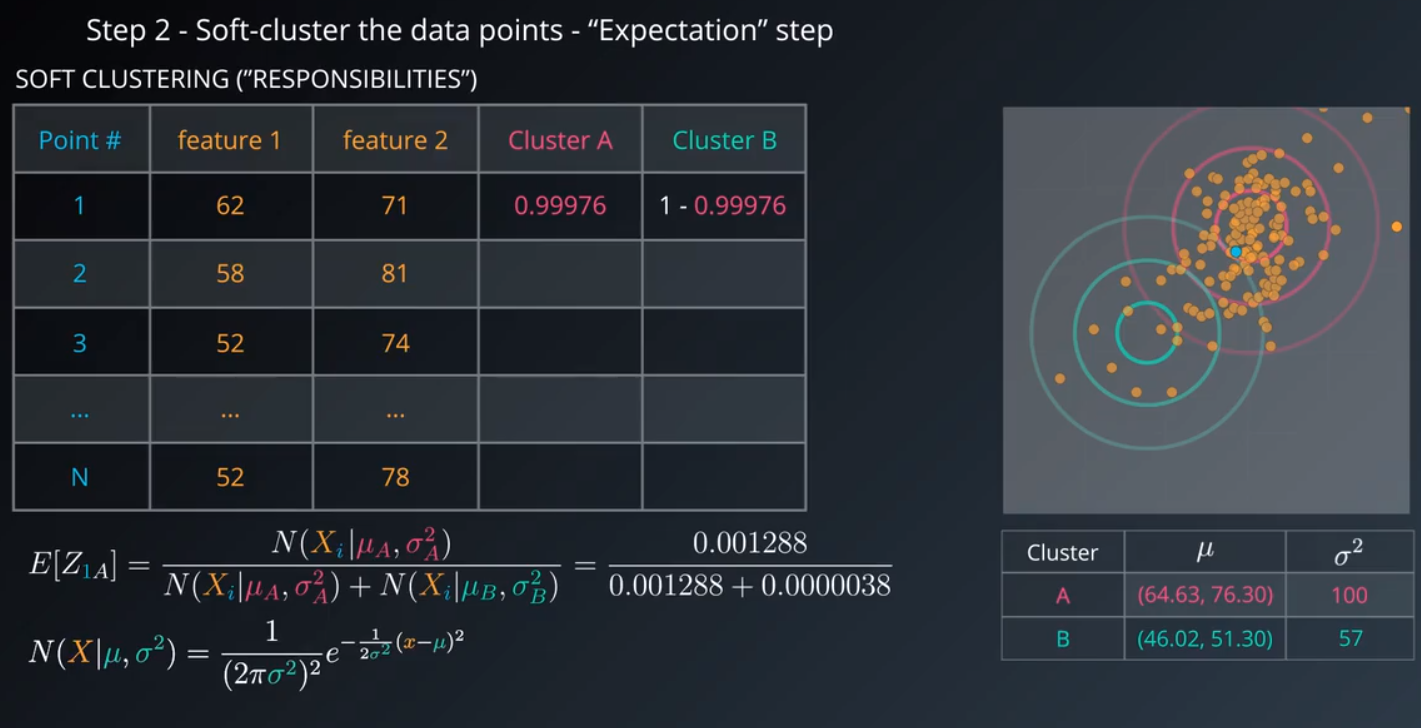 Step 2 - Soft-cluster the data points - “Expectation” step
SOFT CLUSTERING (”RESPONSIBILITIES”)
Point # feature 1 feature 2 Cluster A Cluster B
1 62 71 0.99976 1 - 0.99976
2 58 81
3 52 74
... ... ...
N 52 78
E[Z_{1A}] = \frac{N(X_i|\mu_A, \sigma_A^2)}{N(X_i|\mu_A, \sigma_A^2) + N(X_i|\mu_B, \sigma_B^2)} = \frac{0.001288}{0.001288 + 0.0000038}
N(X|\mu, \sigma^2) = \frac{1}{(2\pi\sigma^2)^2} e^{-\frac{1}{2\sigma^2}(x-\mu)^2}
Cluster μ σ²
A (64.63, 76.30) 100
B (46.02, 51.30) 57